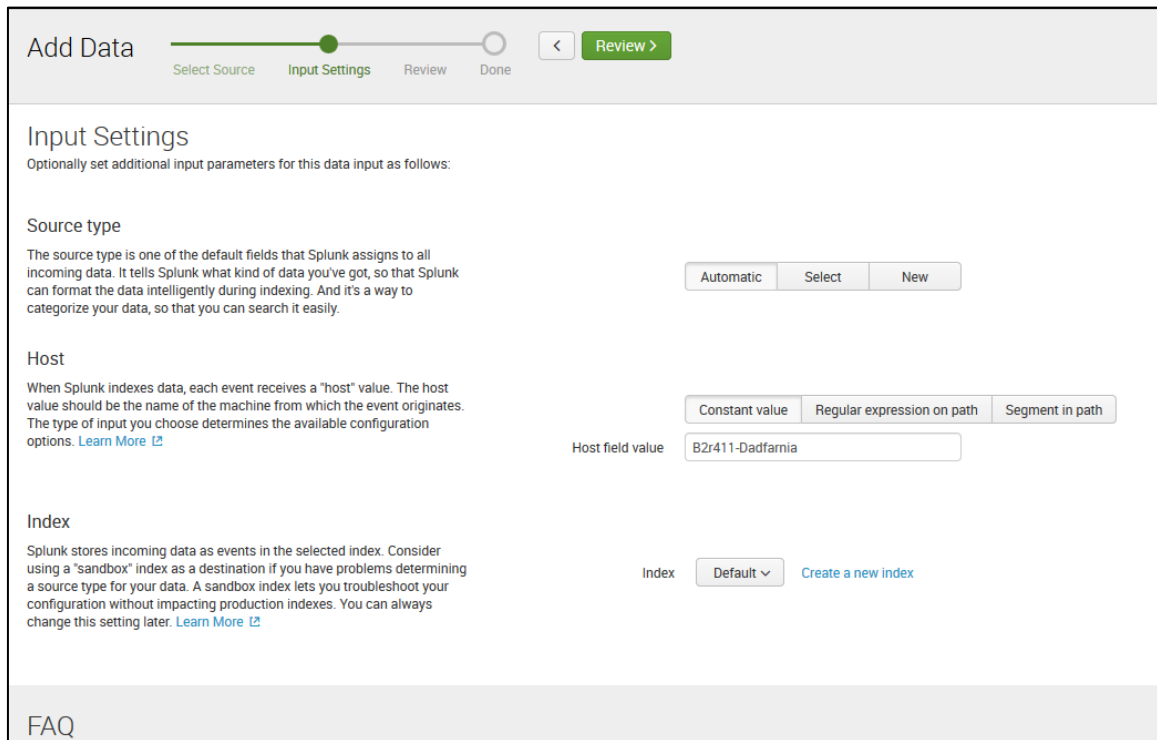 Add Data
Select Source
Input Settings
Review
Done
<
Review >
Input Settings
Optionally set additional input parameters for this data input as follows:
Source type
The source type is one of the default fields that Splunk assigns to all
incoming data. It tells Splunk what kind of data you've got, so that Splunk
can format the data intelligently during indexing. And it's a way to
categorize your data, so that you can search it easily.
Automatic
Select
New
Host
When Splunk indexes data, each event receives a "host" value. The host
value should be the name of the machine from which the event originates.
The type of input you choose determines the available configuration
options. Learn More
Constant value
Regular expression on path
Segment in path
Host field value
B2r411-Dadfarnia
Index
Splunk stores incoming data as events in the selected index. Consider
using a "sandbox" index as a destination if you have problems determining
a source type for your data. A sandbox index lets you troubleshoot your
configuration without impacting production indexes. You can always
change this setting later. Learn More
Index
Default
Create a new index
FAQ